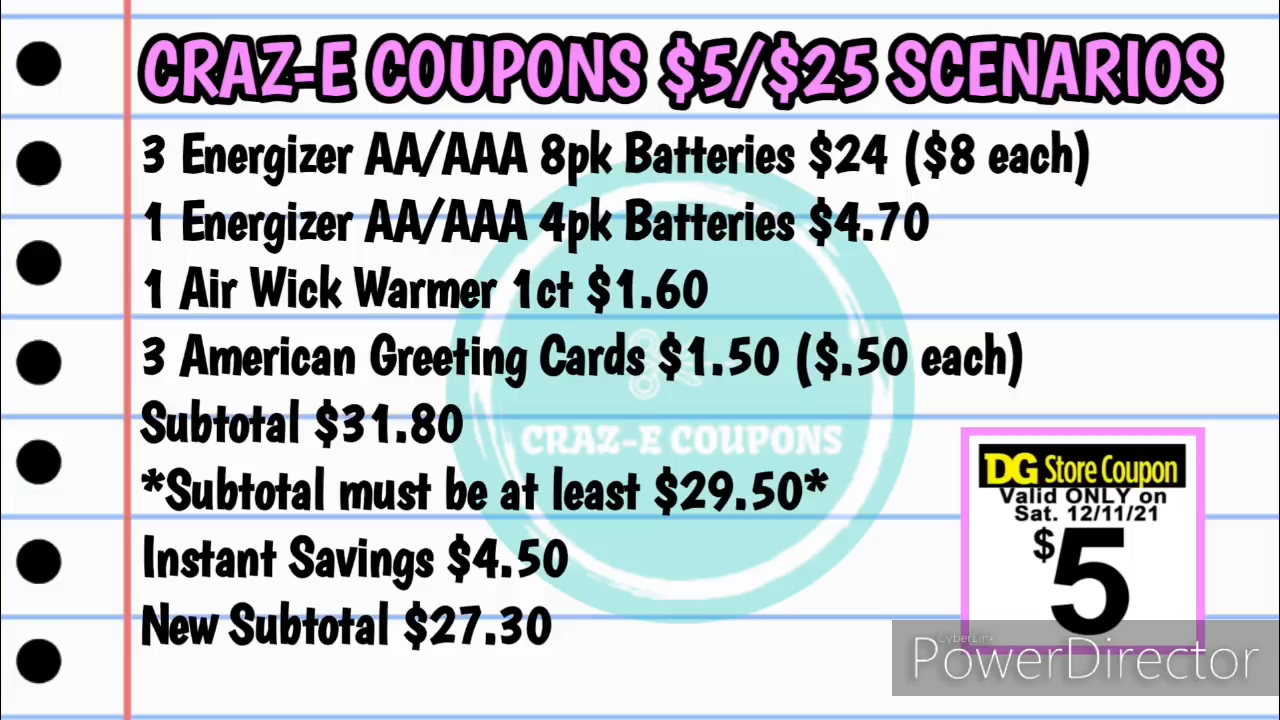 CRAZ-E COUPONS $5/$25 SCENARIOS
3 Energizer AA/AAA 8pk Batteries $24 ($8 each)
1 Energizer AA/AAA 4pk Batteries $4.70
1 Air Wick Warmer 1ct $1.60
3 American Greeting Cards $1.50 ($.50 each)
Subtotal $31.80
CRAZ-E COUPONS
*Subtotal must be at least $29.50*
Instant Savings $4.50
New Subtotal $27.30
DG Store Coupon
Valid ONLY on
Sat. 12/11/21
$5
CyberLink
PowerDirector